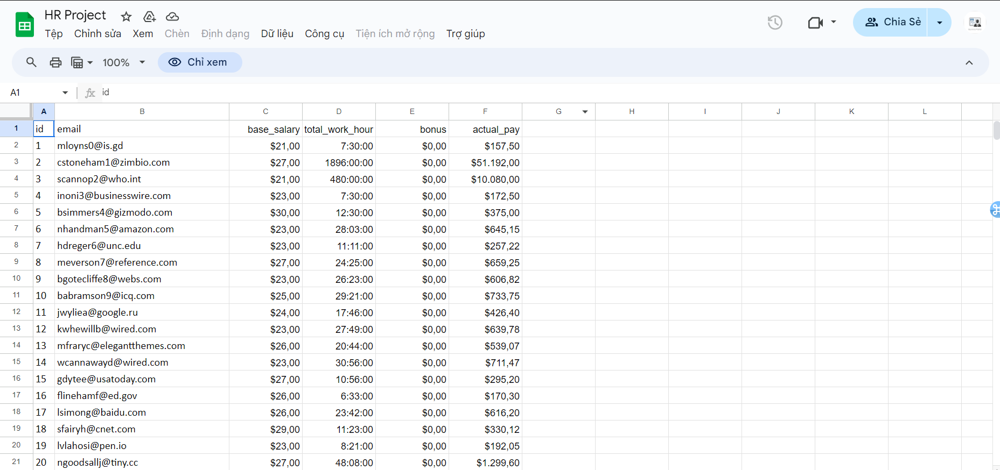 HR Project
Tệp Chỉnh sửa Xem Chèn Định dạng Dữ liệu Công cụ Tiện ích mở rộng Trợ giúp
Chia Sẻ
100% Chỉ xem
A1 fx id
A B C D E F G H I J K L
1 id email base_salary total_work_hour bonus actual_pay
2 1 mloyns0@is.gd $21,00 7:30:00 $0,00 $157,50
3 2 cstoneham1@zimbio.com $27,00 1896:00:00 $0,00 $51.192,00
4 3 scannop2@who.int $21,00 480:00:00 $0,00 $10.080,00
5 4 inoni3@businesswire.com $23,00 7:30:00 $0,00 $172,50
6 5 bsimmers4@gizmodo.com $30,00 12:30:00 $0,00 $375,00
7 6 nhandman5@amazon.com $23,00 28:03:00 $0,00 $645,15
8 7 hdreger6@unc.edu $23,00 11:11:00 $0,00 $257,22
9 8 meverson7@reference.com $27,00 24:25:00 $0,00 $659,25
10 9 bgotecliffe8@webs.com $23,00 26:23:00 $0,00 $606,82
11 10 babramson9@icq.com $25,00 29:21:00 $0,00 $733,75
12 11 jwyliea@google.ru $24,00 17:46:00 $0,00 $426,40
13 12 kwhewillb@wired.com $23,00 27:49:00 $0,00 $639,78
14 13 mfraryc@elegantthemes.com $26,00 20:44:00 $0,00 $539,07
15 14 wcannawayd@wired.com $23,00 30:56:00 $0,00 $711,47
16 15 gdytee@usatoday.com $27,00 10:56:00 $0,00 $295,20
17 16 flinehamf@ed.gov $26,00 6:33:00 $0,00 $170,30
18 17 lsimong@baidu.com $26,00 23:42:00 $0,00 $616,20
19 18 sfairyh@cnet.com $29,00 11:23:00 $0,00 $330,12
20 19 lvlahosi@pen.io $23,00 8:21:00 $0,00 $192,05
21 20 ngoodsallj@tiny.cc $27,00 48:08:00 $0,00 $1.299,60